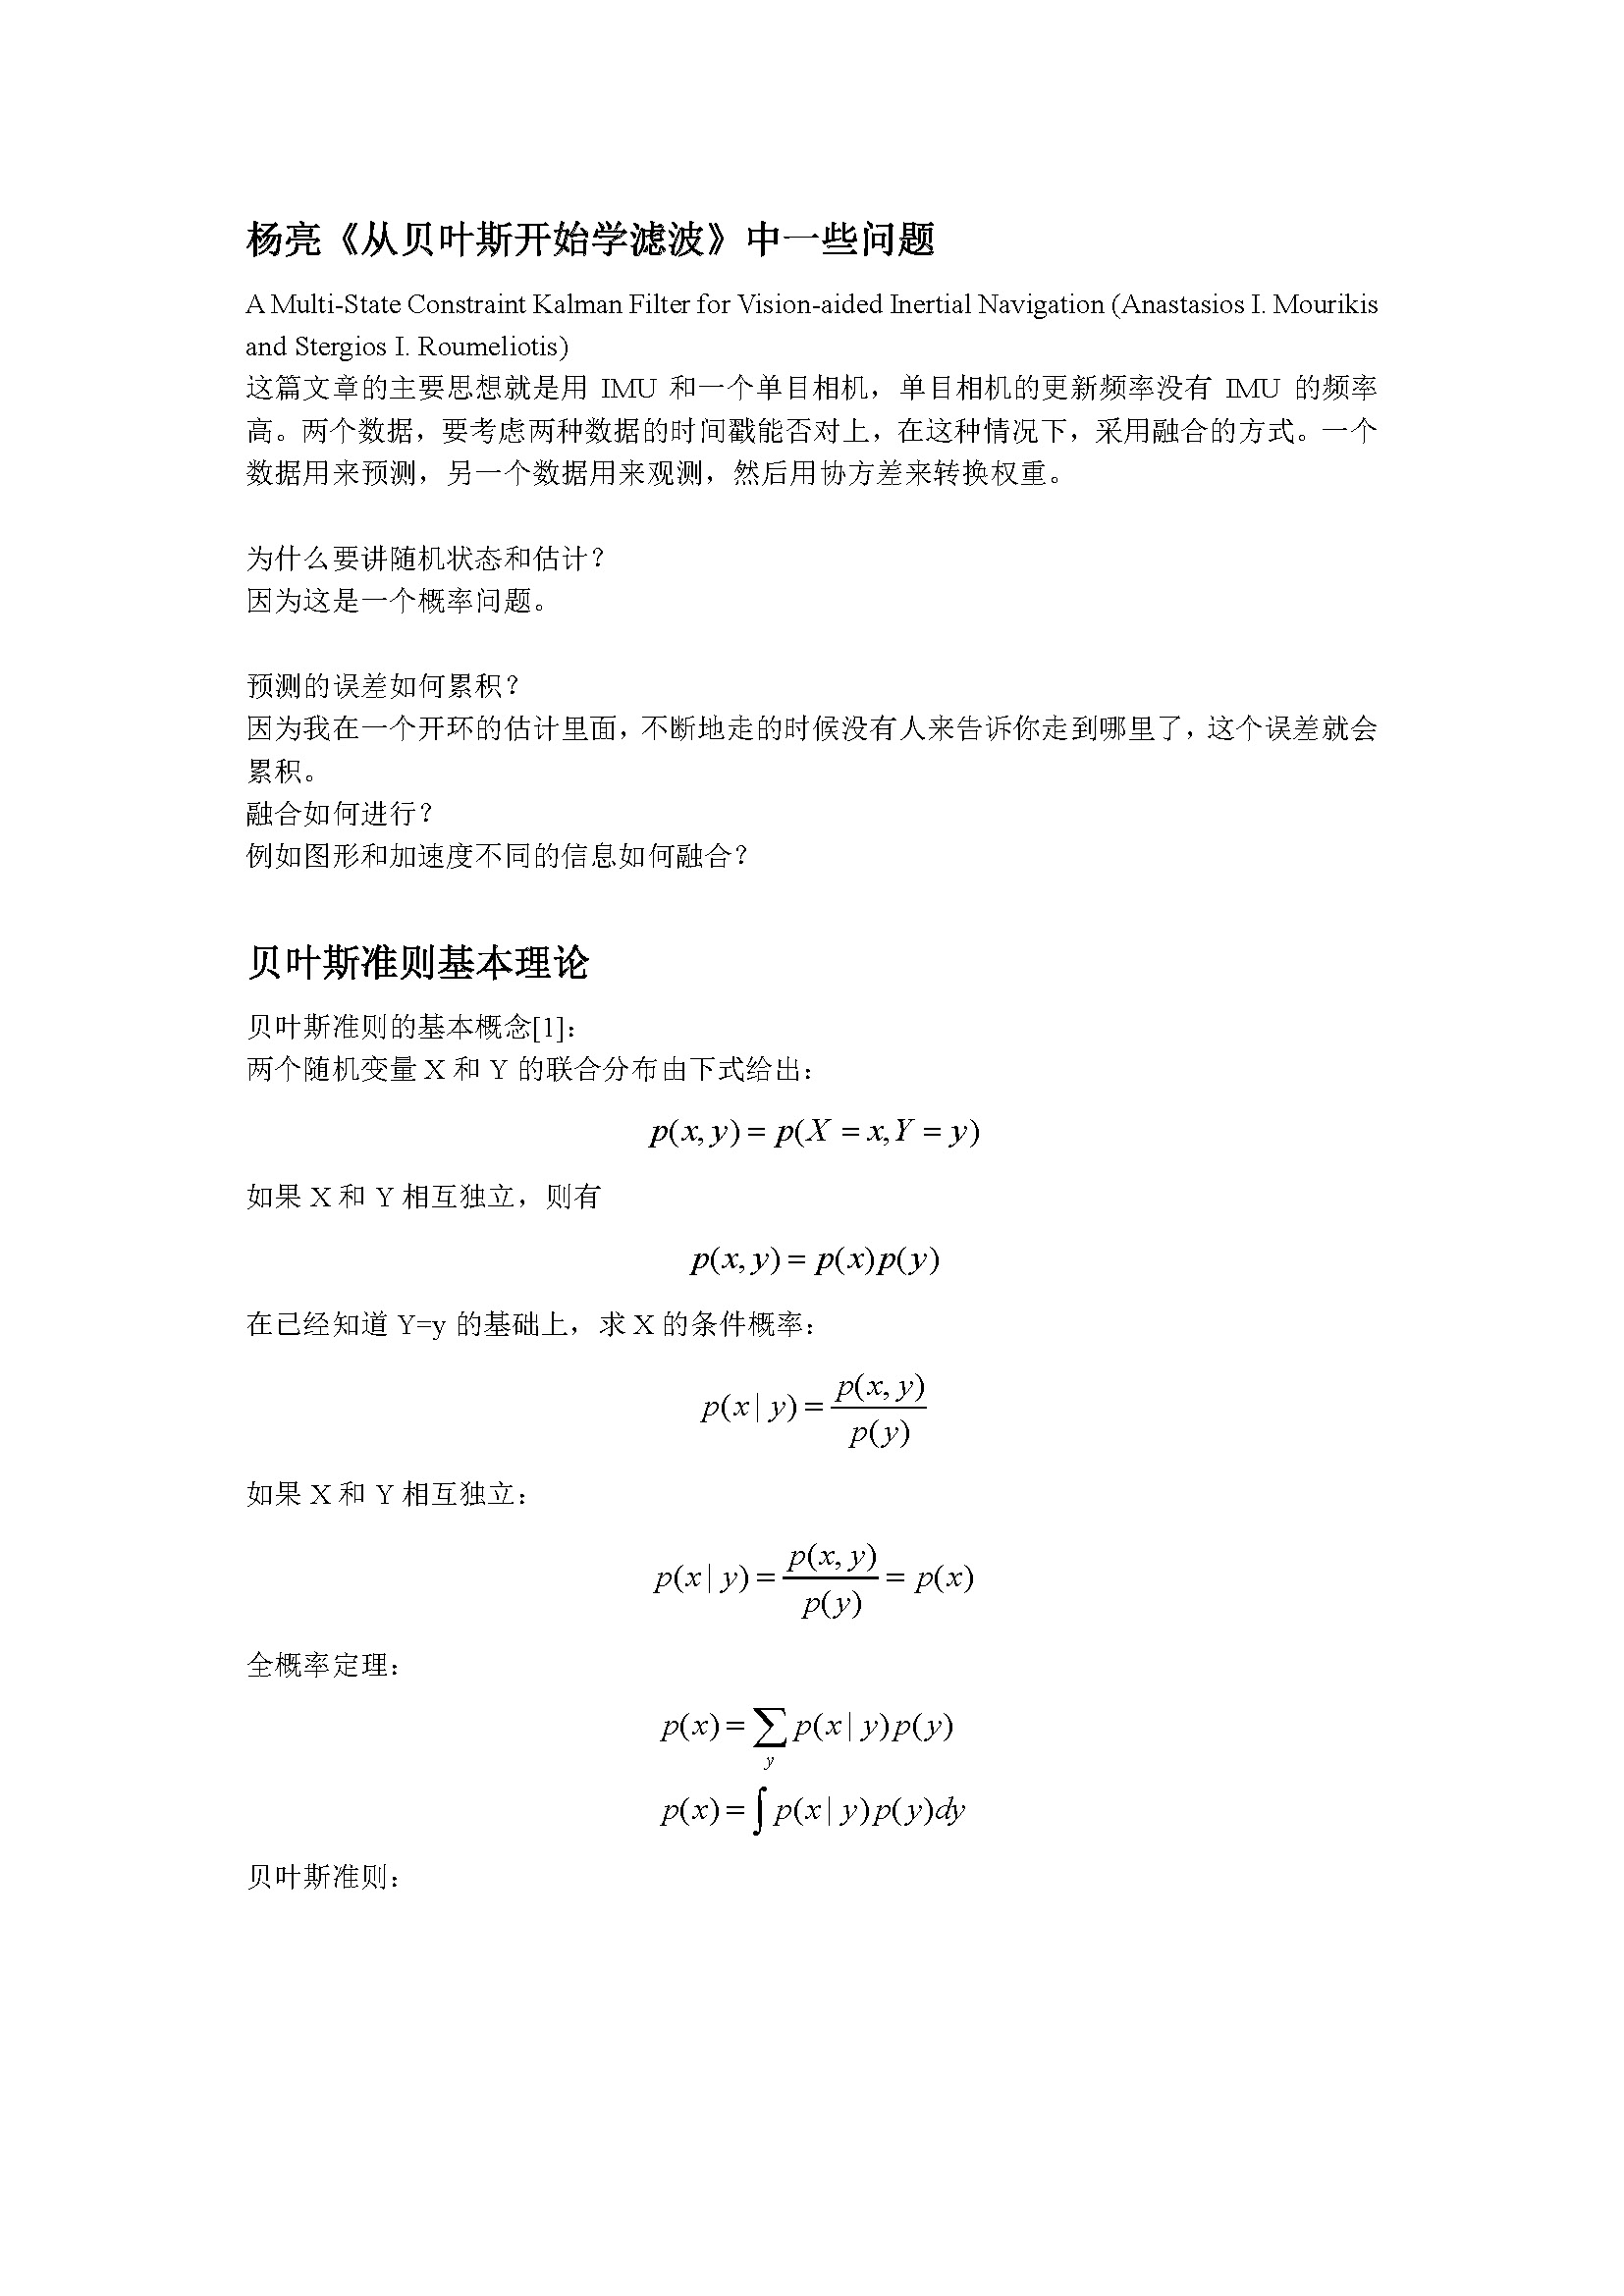 杨亮《从贝叶斯开始学滤波》中一些问题
A Multi-State Constraint Kalman Filter for Vision-aided Inertial Navigation (Anastasios I. Mourikis
and Stergios I. Roumeliotis)
这篇文章的主要思想就是用 IMU 和一个单目相机，单目相机的更新频率没有 IMU 的频率
高。两个数据，要考虑两种数据的时间戳能否对上，在这种情况下，采用融合的方式。一个
数据用来预测，另一个数据用来观测，然后用协方差来转换权重。
为什么要讲随机状态和估计？
因为这是一个概率问题。
预测的误差如何累积？
因为我在一个开环的估计里面，不断地走的时候没有人来告诉你走到哪里了，这个误差就会
累积。
融合如何进行？
例如图形和加速度不同的信息如何融合？
贝叶斯准则基本理论
贝叶斯准则的基本概念[1]：
两个随机变量 X 和 Y 的联合分布由下式给出：
p(x, y) = p(X = x, Y = y)
如果 X 和 Y 相互独立，则有
p(x, y) = p(x)p(y)
在已经知道 Y=y 的基础上，求 X 的条件概率：
p(x | y) = \frac{p(x, y)}{p(y)}
如果 X 和 Y 相互独立：
p(x | y) = \frac{p(x, y)}{p(y)} = p(x)
全概率定理：
p(x) = \sum_{y} p(x | y)p(y)
p(x) = \int p(x | y)p(y)dy
贝叶斯准则：